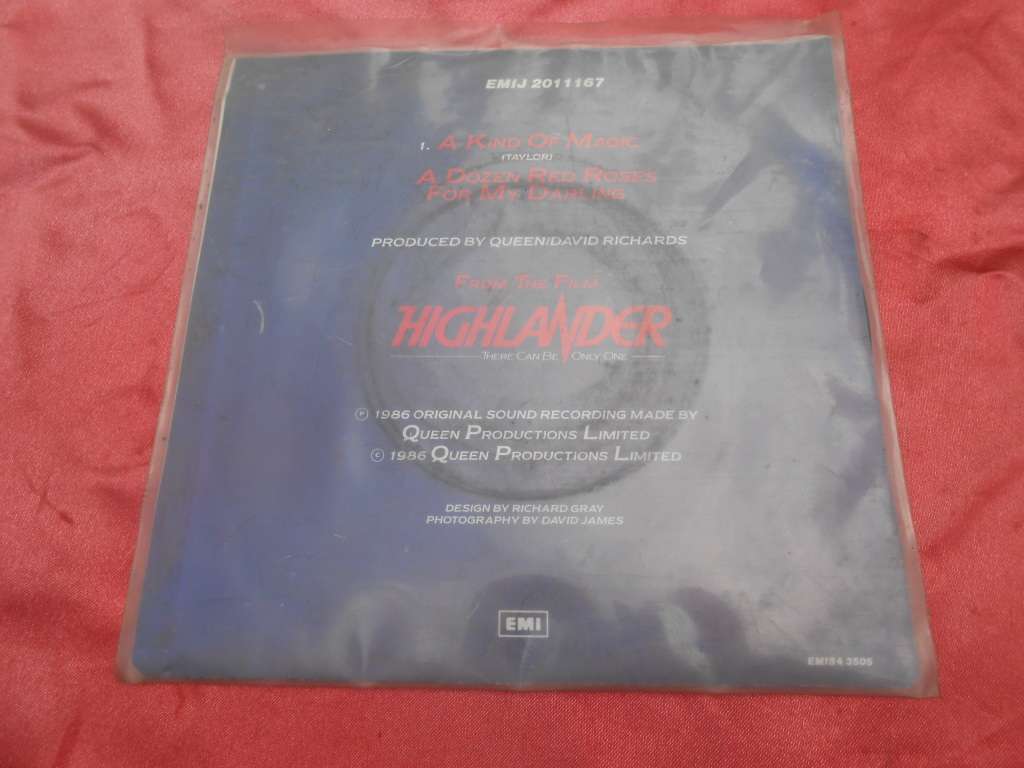 EMIJ 2011167
1. A KIND OF MAGIC
(TAYLOR)
A DOZEN RED ROSES
FOR MY DARLING
PRODUCED BY QUEEN/DAVID RICHARDS
FROM THE FILM
HIGHLANDER
THERE CAN BE ONLY ONE
℗ 1986 ORIGINAL SOUND RECORDING MADE BY
QUEEN PRODUCTIONS LIMITED
© 1986 QUEEN PRODUCTIONS LIMITED
DESIGN BY RICHARD GRAY
PHOTOGRAPHY BY DAVID JAMES
EMI
EMIS4 3505